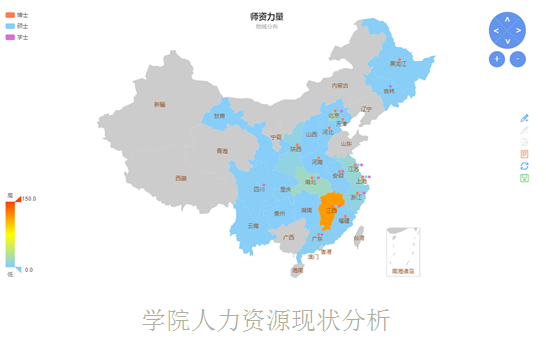 师资力量
地域分布
博士
硕士
学士
黑龙江
吉林
辽宁
内蒙古
新疆
甘肃
北京
天津
河北
山西
宁夏
山东
青海
陕西
河南
江苏
西藏
安徽
上海
湖北
四川
重庆
浙江
湖南
江西
贵州
福建
云南
广西
广东
台湾
香港
澳门
海南
南海诸岛
高
150.0
低
0.0
学院人力资源现状分析